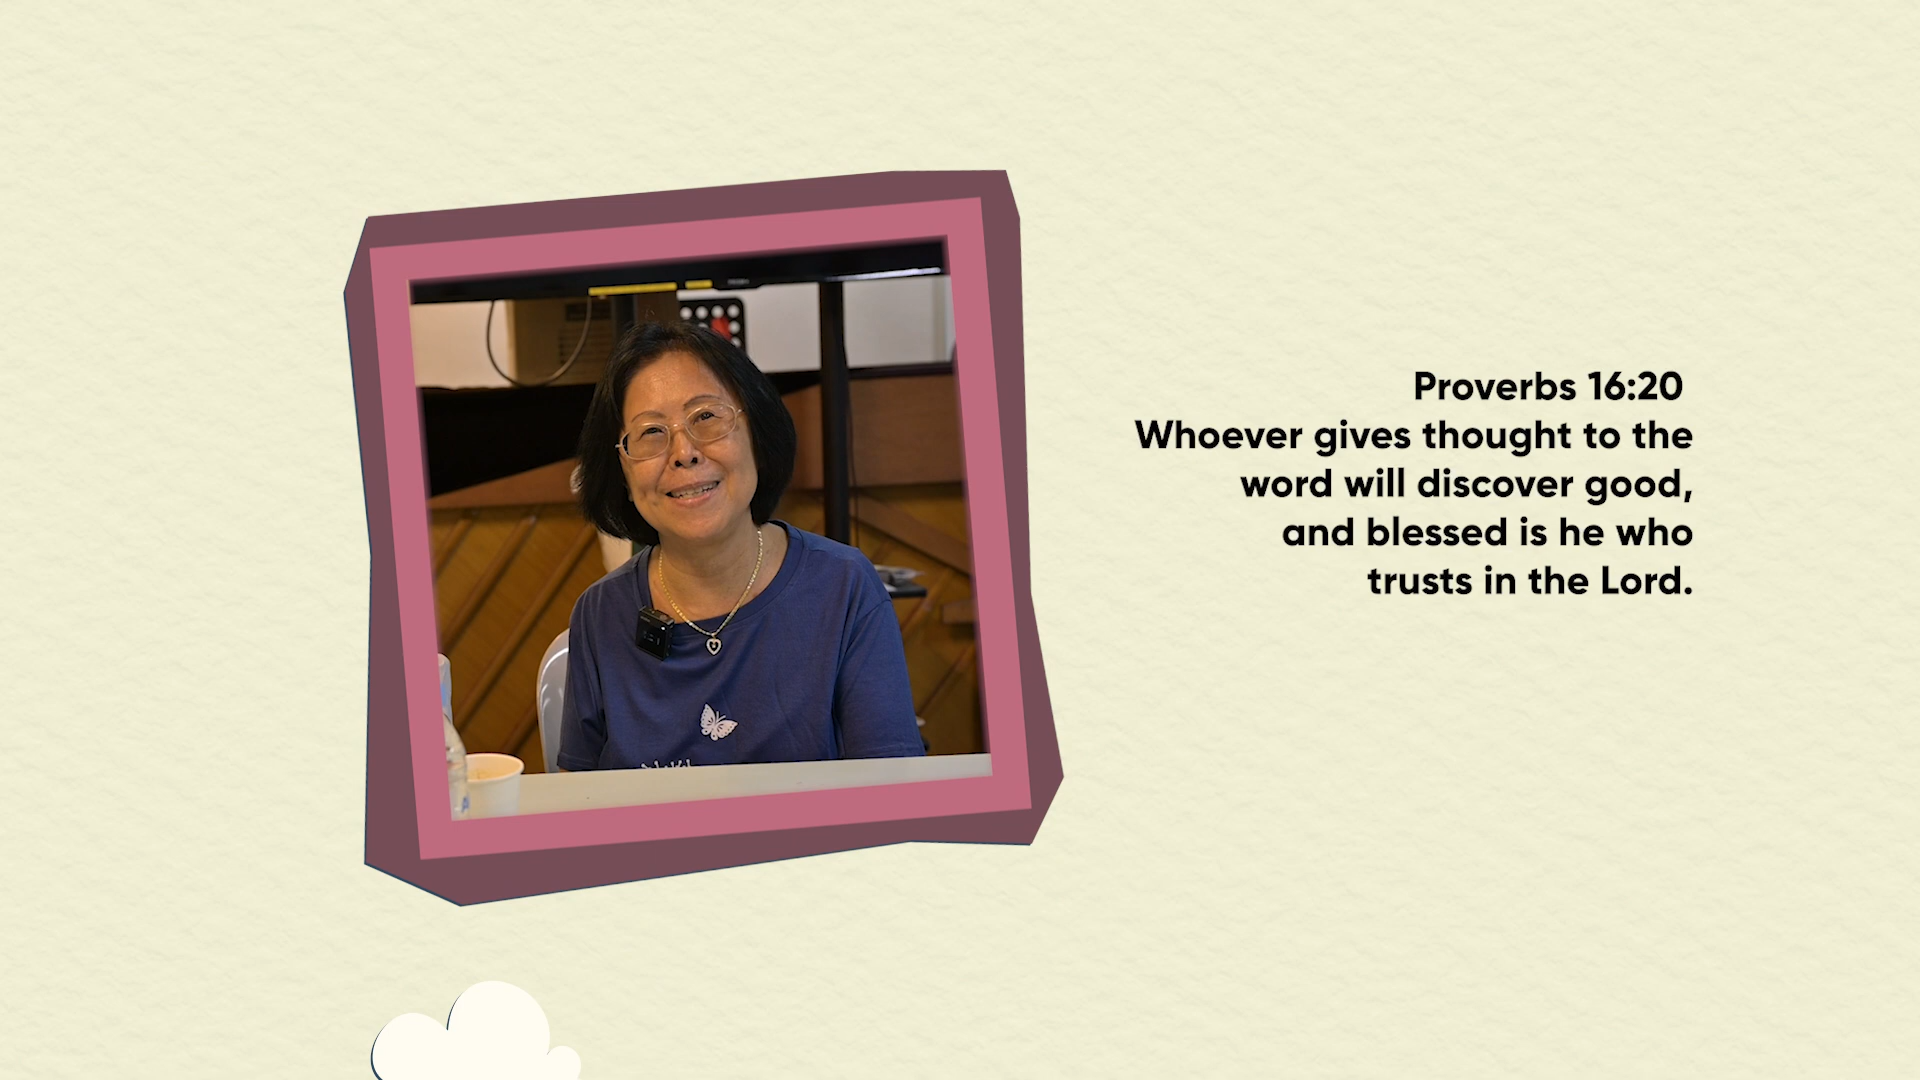 Proverbs 16:20
Whoever gives thought to the
word will discover good,
and blessed is he who
trusts in the Lord.